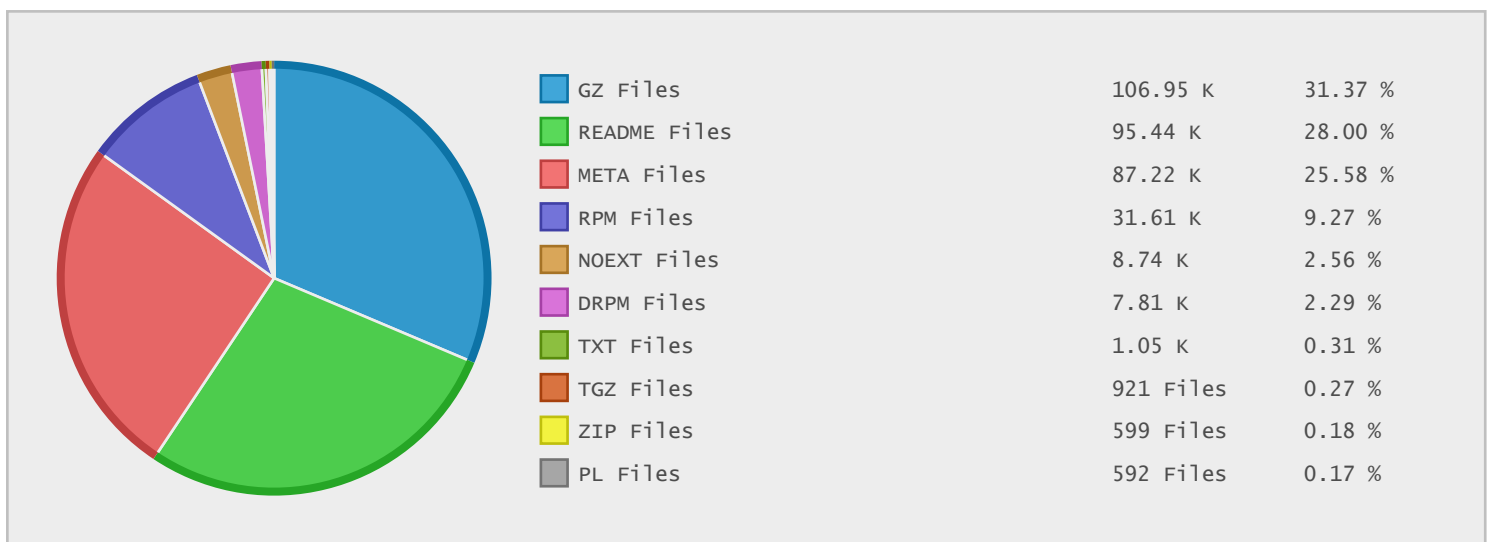 GZ Files 106.95 K 31.37 %
README Files 95.44 K 28.00 %
META Files 87.22 K 25.58 %
RPM Files 31.61 K 9.27 %
NOEXT Files 8.74 K 2.56 %
DRPM Files 7.81 K 2.29 %
TXT Files 1.05 K 0.31 %
TGZ Files 921 Files 0.27 %
ZIP Files 599 Files 0.18 %
PL Files 592 Files 0.17 %